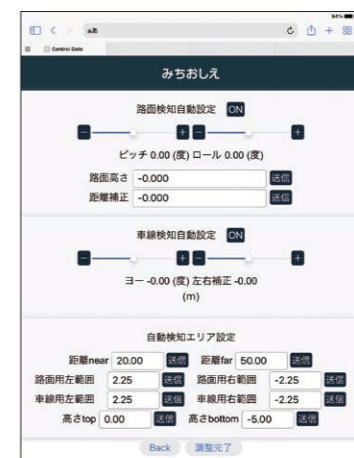 94%
ぁあ
Control Gate
みちおしえ
路面検知自動設定 ON
ピッチ 0.00 (度) ロール 0.00 (度)
路面高さ -0.000 送信
距離補正 -0.000 送信
車線検知自動設定 ON
ヨー -0.00 (度) 左右補正 -0.00
(m)
自動検知エリア設定
距離near 20.00 送信 距離far 50.00 送信
路面用左範囲 2.25 送信 路面用右範囲 -2.25 送信
車線用左範囲 2.25 送信 車線用右範囲 -2.25 送信
高さtop 0.00 送信 高さbottom -5.00 送信
Back 調整完了